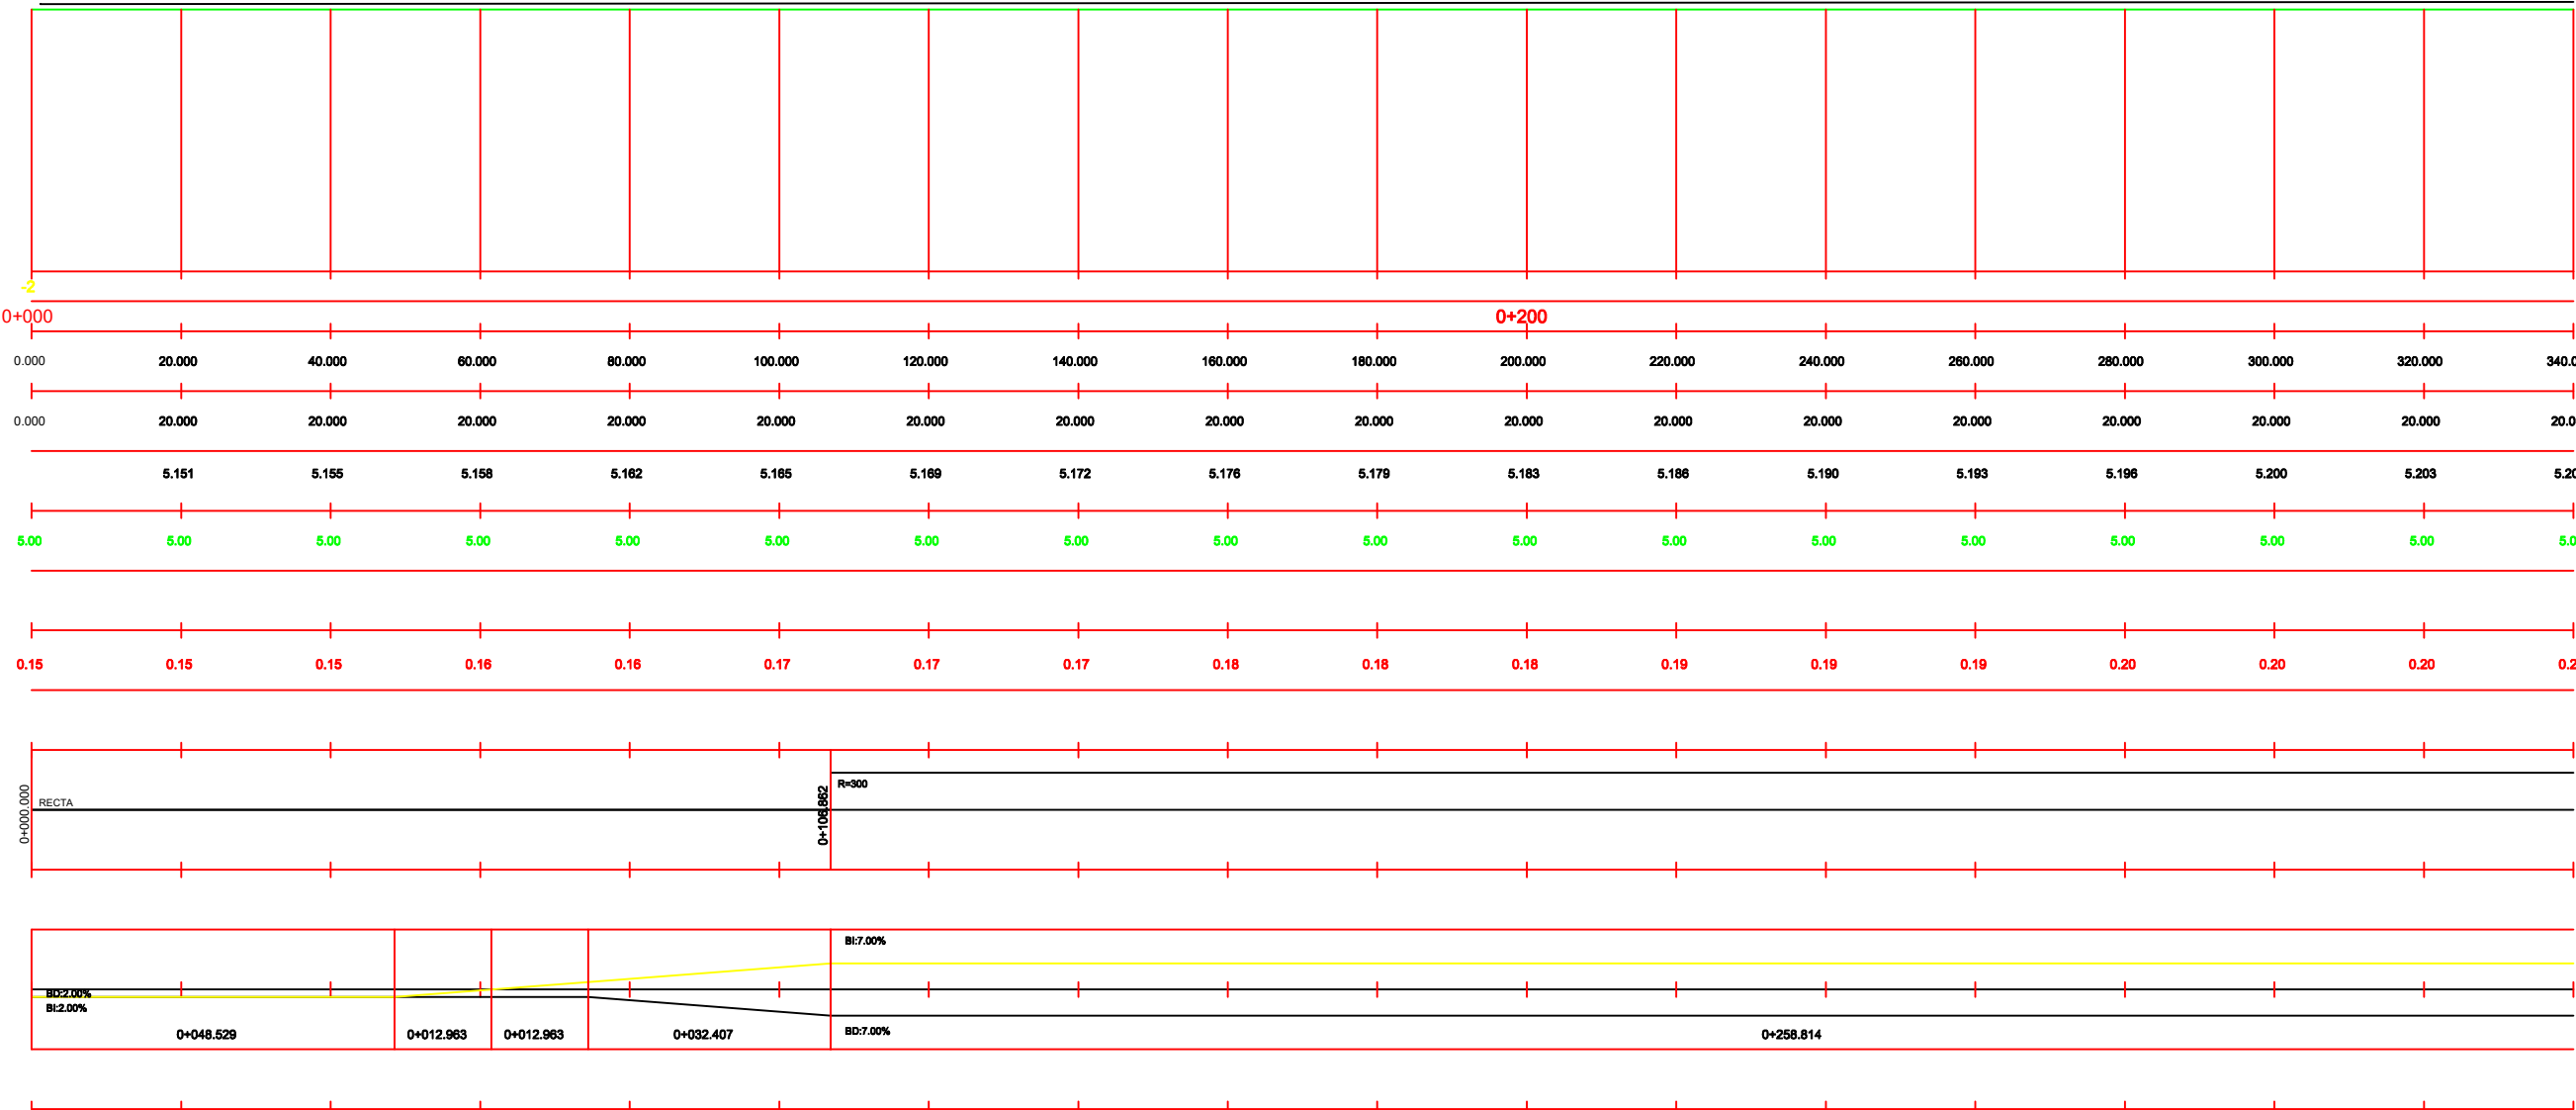 -2
0+000 0+200
0.000 20.000 40.000 60.000 80.000 100.000 120.000 140.000 160.000 180.000 200.000 220.000 240.000 260.000 280.000 300.000 320.000 340.0
0.000 20.000 20.000 20.000 20.000 20.000 20.000 20.000 20.000 20.000 20.000 20.000 20.000 20.000 20.000 20.000 20.000 20.0
5.151 5.155 5.158 5.162 5.165 5.169 5.172 5.176 5.179 5.183 5.186 5.190 5.193 5.196 5.200 5.203 5.20
5.00 5.00 5.00 5.00 5.00 5.00 5.00 5.00 5.00 5.00 5.00 5.00 5.00 5.00 5.00 5.00 5.00 5.0
0.15 0.15 0.15 0.16 0.16 0.17 0.17 0.17 0.18 0.18 0.18 0.19 0.19 0.19 0.20 0.20 0.20 0.2
0+000.000
RECTA
0+106.862
R=300
BI:7.00%
BD:2.00%
BI:2.00%
BD:7.00%
0+048.529 0+012.963 0+012.963 0+032.407 0+258.814